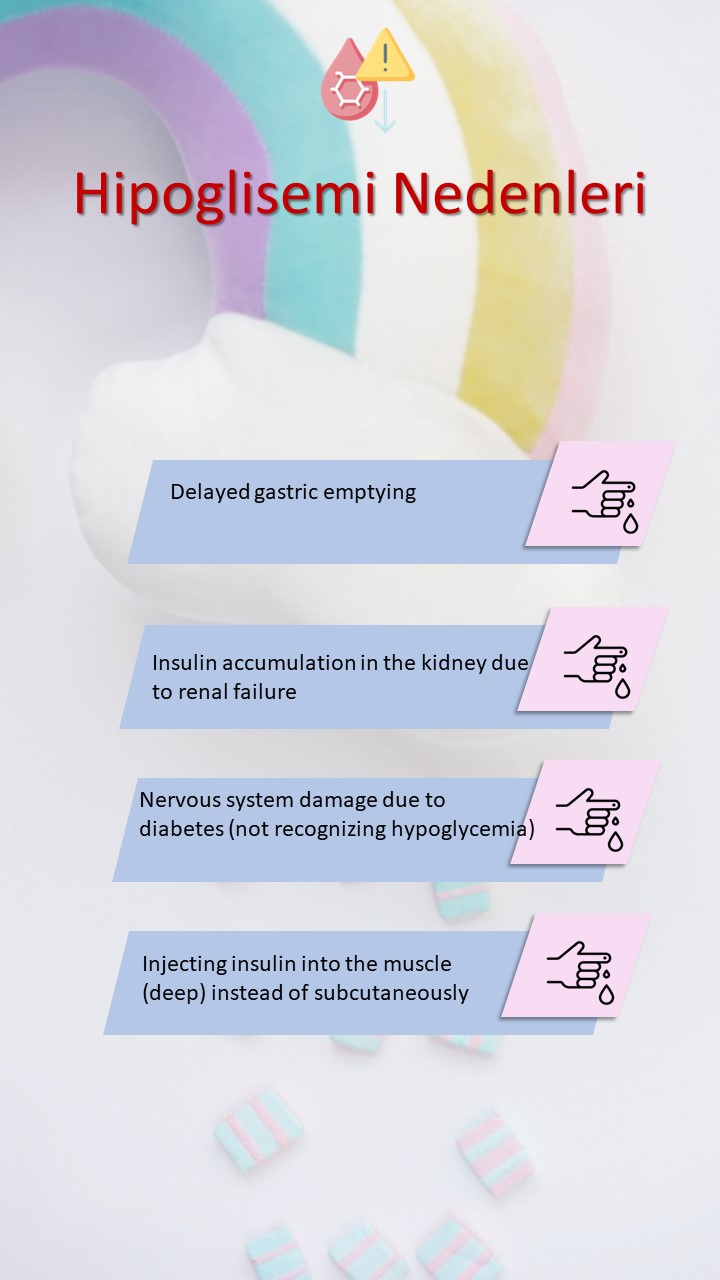 Hipoglisemi Nedenleri
Delayed gastric emptying
Insulin accumulation in the kidney due
to renal failure
Nervous system damage due to
diabetes (not recognizing hypoglycemia)
Injecting insulin into the muscle
(deep) instead of subcutaneously